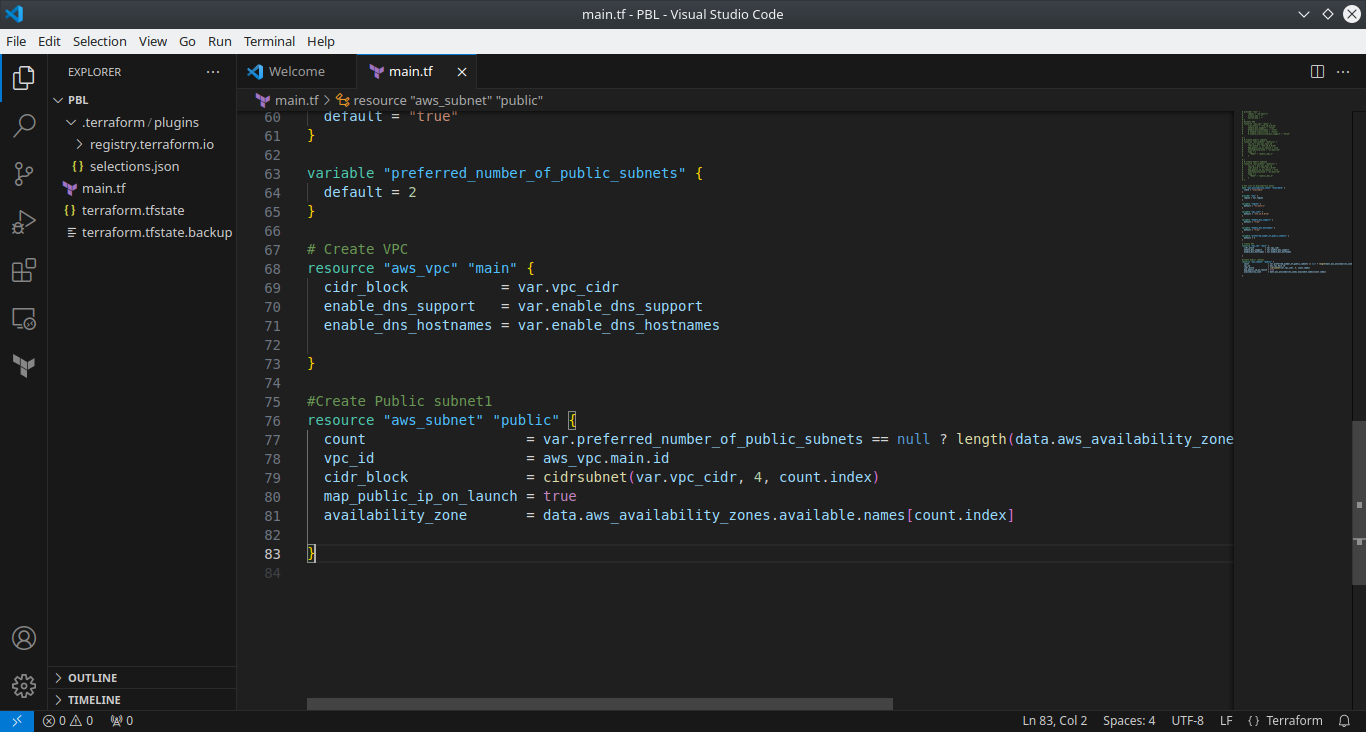 main.tf - PBL - Visual Studio Code
File Edit Selection View Go Run Terminal Help
EXPLORER
PBL
.terraform / plugins
registry.terraform.io
selections.json
main.tf
terraform.tfstate
terraform.tfstate.backup
OUTLINE
TIMELINE
Welcome
main.tf
main.tf > resource "aws_subnet" "public"
60   default = "true"
61 }
62
63 variable "preferred_number_of_public_subnets" {
64   default = 2
65 }
66
67 # Create VPC
68 resource "aws_vpc" "main" {
69   cidr_block           = var.vpc_cidr
70   enable_dns_support   = var.enable_dns_support
71   enable_dns_hostnames = var.enable_dns_hostnames
72
73 }
74
75 #Create Public subnet1
76 resource "aws_subnet" "public" {
77   count                   = var.preferred_number_of_public_subnets == null ? length(data.aws_availability_zone
78   vpc_id                  = aws_vpc.main.id
79   cidr_block              = cidrsubnet(var.vpc_cidr, 4, count.index)
80   map_public_ip_on_launch = true
81   availability_zone       = data.aws_availability_zones.available.names[count.index]
82
83 }
84
0 0 0 Ln 83, Col 2 Spaces: 4 UTF-8 LF {} Terraform